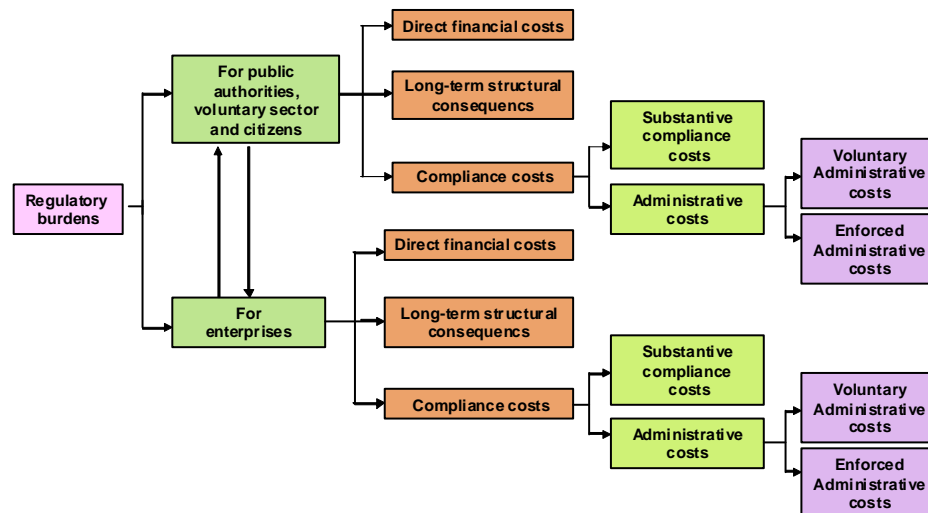 Regulatory
burdens
For public
authorities,
voluntary sector
and citizens
Direct financial costs
Long-term structural
consequencs
Compliance costs
Substantive
compliance
costs
Administrative
costs
Voluntary
Administrative
costs
Enforced
Administrative
costs
For
enterprises
Direct financial costs
Long-term structural
consequencs
Compliance costs
Substantive
compliance
costs
Administrative
costs
Voluntary
Administrative
costs
Enforced
Administrative
costs